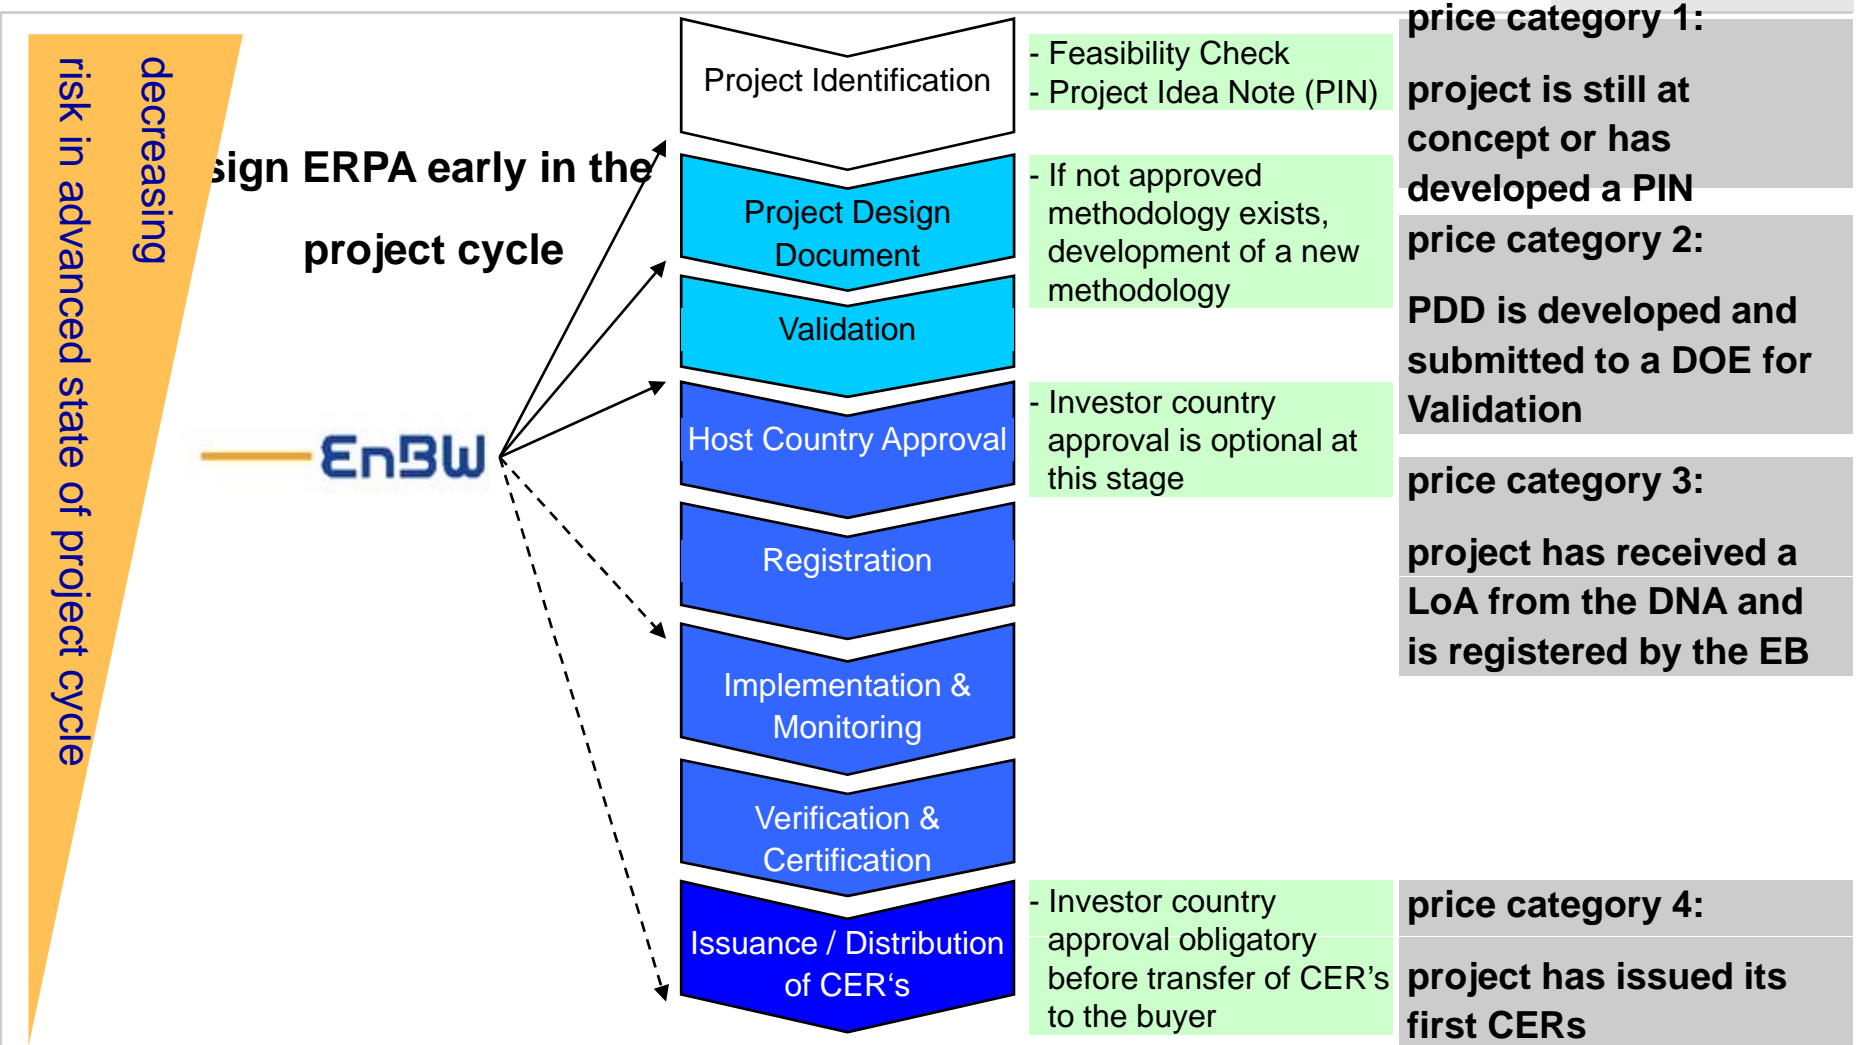 decreasing
risk in advanced state of project cycle
sign ERPA early in the
project cycle
EnBW
Project Identification
Project Design
Document
Validation
Host Country Approval
Registration
Implementation &
Monitoring
Verification &
Certification
Issuance / Distribution
of CER‘s
- Feasibility Check
- Project Idea Note (PIN)
- If not approved
methodology exists,
development of a new
methodology
- Investor country
approval is optional at
this stage
- Investor country
approval obligatory
before transfer of CER’s
to the buyer
price category 1:
project is still at
concept or has
developed a PIN
price category 2:
PDD is developed and
submitted to a DOE for
Validation
price category 3:
project has received a
LoA from the DNA and
is registered by the EB
price category 4:
project has issued its
first CERs